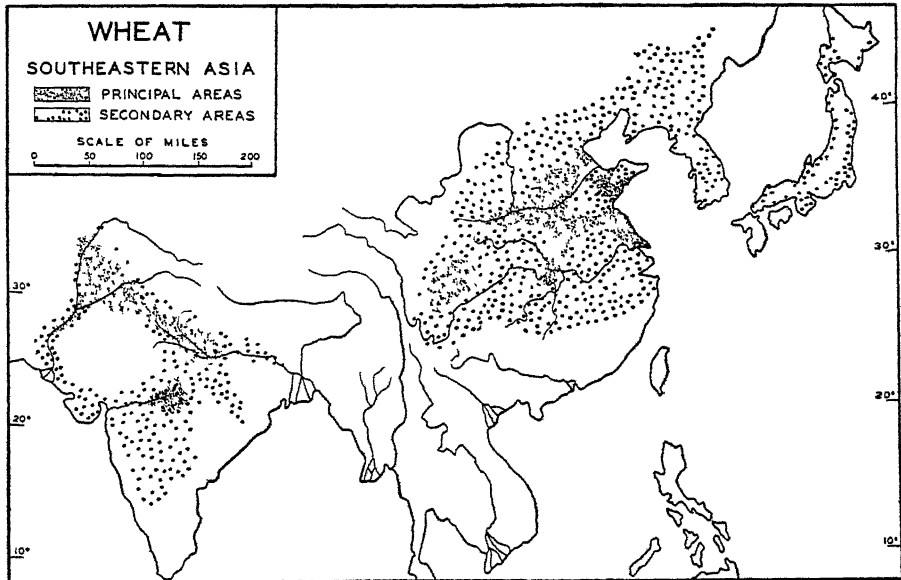 WHEAT
SOUTHEASTERN ASIA
PRINCIPAL AREAS
SECONDARY AREAS
SCALE OF MILES
0 50 100 150 200
40°
30°
30°
20°
20°
10°
10°